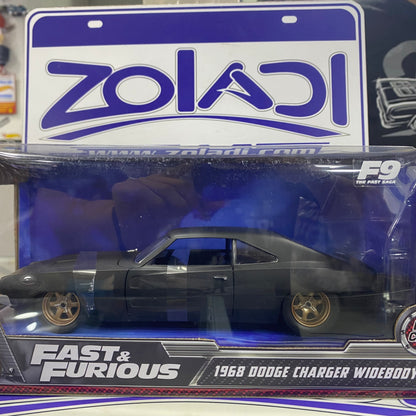 ZOLADI
www.zoladi.com
F9
THE FAST SAGA
FAST &
FURIOUS
1968 DODGE CHARGER WIDEBODY